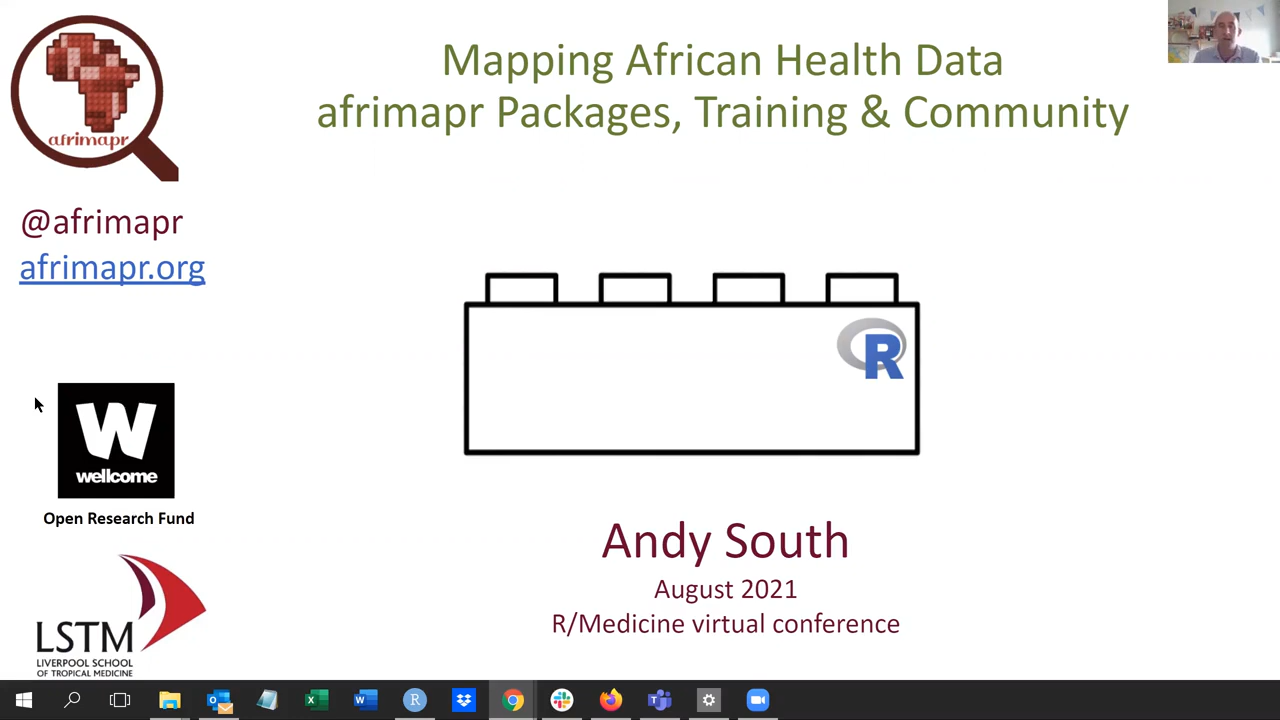 Mapping African Health Data
afrimapr Packages, Training & Community
afrimapr
@afrimapr
afrimapr.org
R
W
wellcome
Open Research Fund
LSTM
LIVERPOOL SCHOOL
OF TROPICAL MEDICINE
Andy South
August 2021
R/Medicine virtual conference